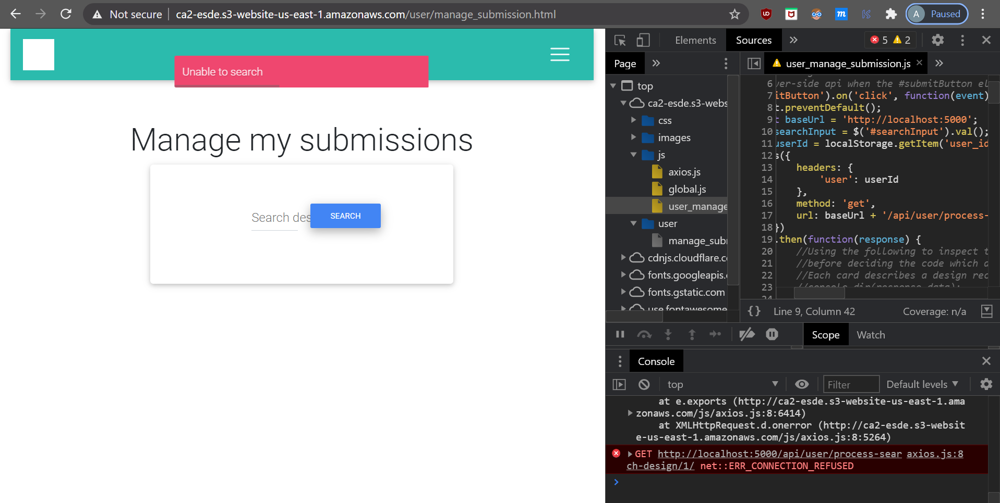 Not secure ca2-esde.s3-website-us-east-1.amazonaws.com/user/manage_submission.html
A Paused
Unable to search
Manage my submissions
Search des
SEARCH
Elements Sources 5 2
Page
top
ca2-esde.s3-webs
css
images
js
axios.js
global.js
user_manage
user
manage_subr
cdnjs.cloudflare.co
fonts.googleapis.
fonts.gstatic.com
use.fontawesome
user_manage_submission.js
6 ver-side api when the #submitButton el
7 itButton').on('click', function(event)
8 t.preventDefault();
9 t baseUrl = 'http://localhost:5000';
10 searchInput = $('#searchInput').val();
11 userId = localStorage.getItem('user_id
12 s({
13 headers: {
14 'user': userId
15 },
16 method: 'get',
17 url: baseUrl + '/api/user/process-
18 })
19 .then(function(response) {
20 //Using the following to inspect t
21 //before deciding the code which
22 //Each card describes a design rec
23 //console.dir(response.data);
24
{} Line 9, Column 42 Coverage: n/a
Scope Watch
Console
top Filter Default levels
at e.exports (http://ca2-esde.s3-website-us-east-1.ama
zonaws.com/js/axios.js:8:6414)
at XMLHttpRequest.d.onerror (http://ca2-esde.s3-websit
e-us-east-1.amazonaws.com/js/axios.js:8:5264)
GET http://localhost:5000/api/user/process-sear axios.js:8
ch-design/1/ net::ERR_CONNECTION_REFUSED